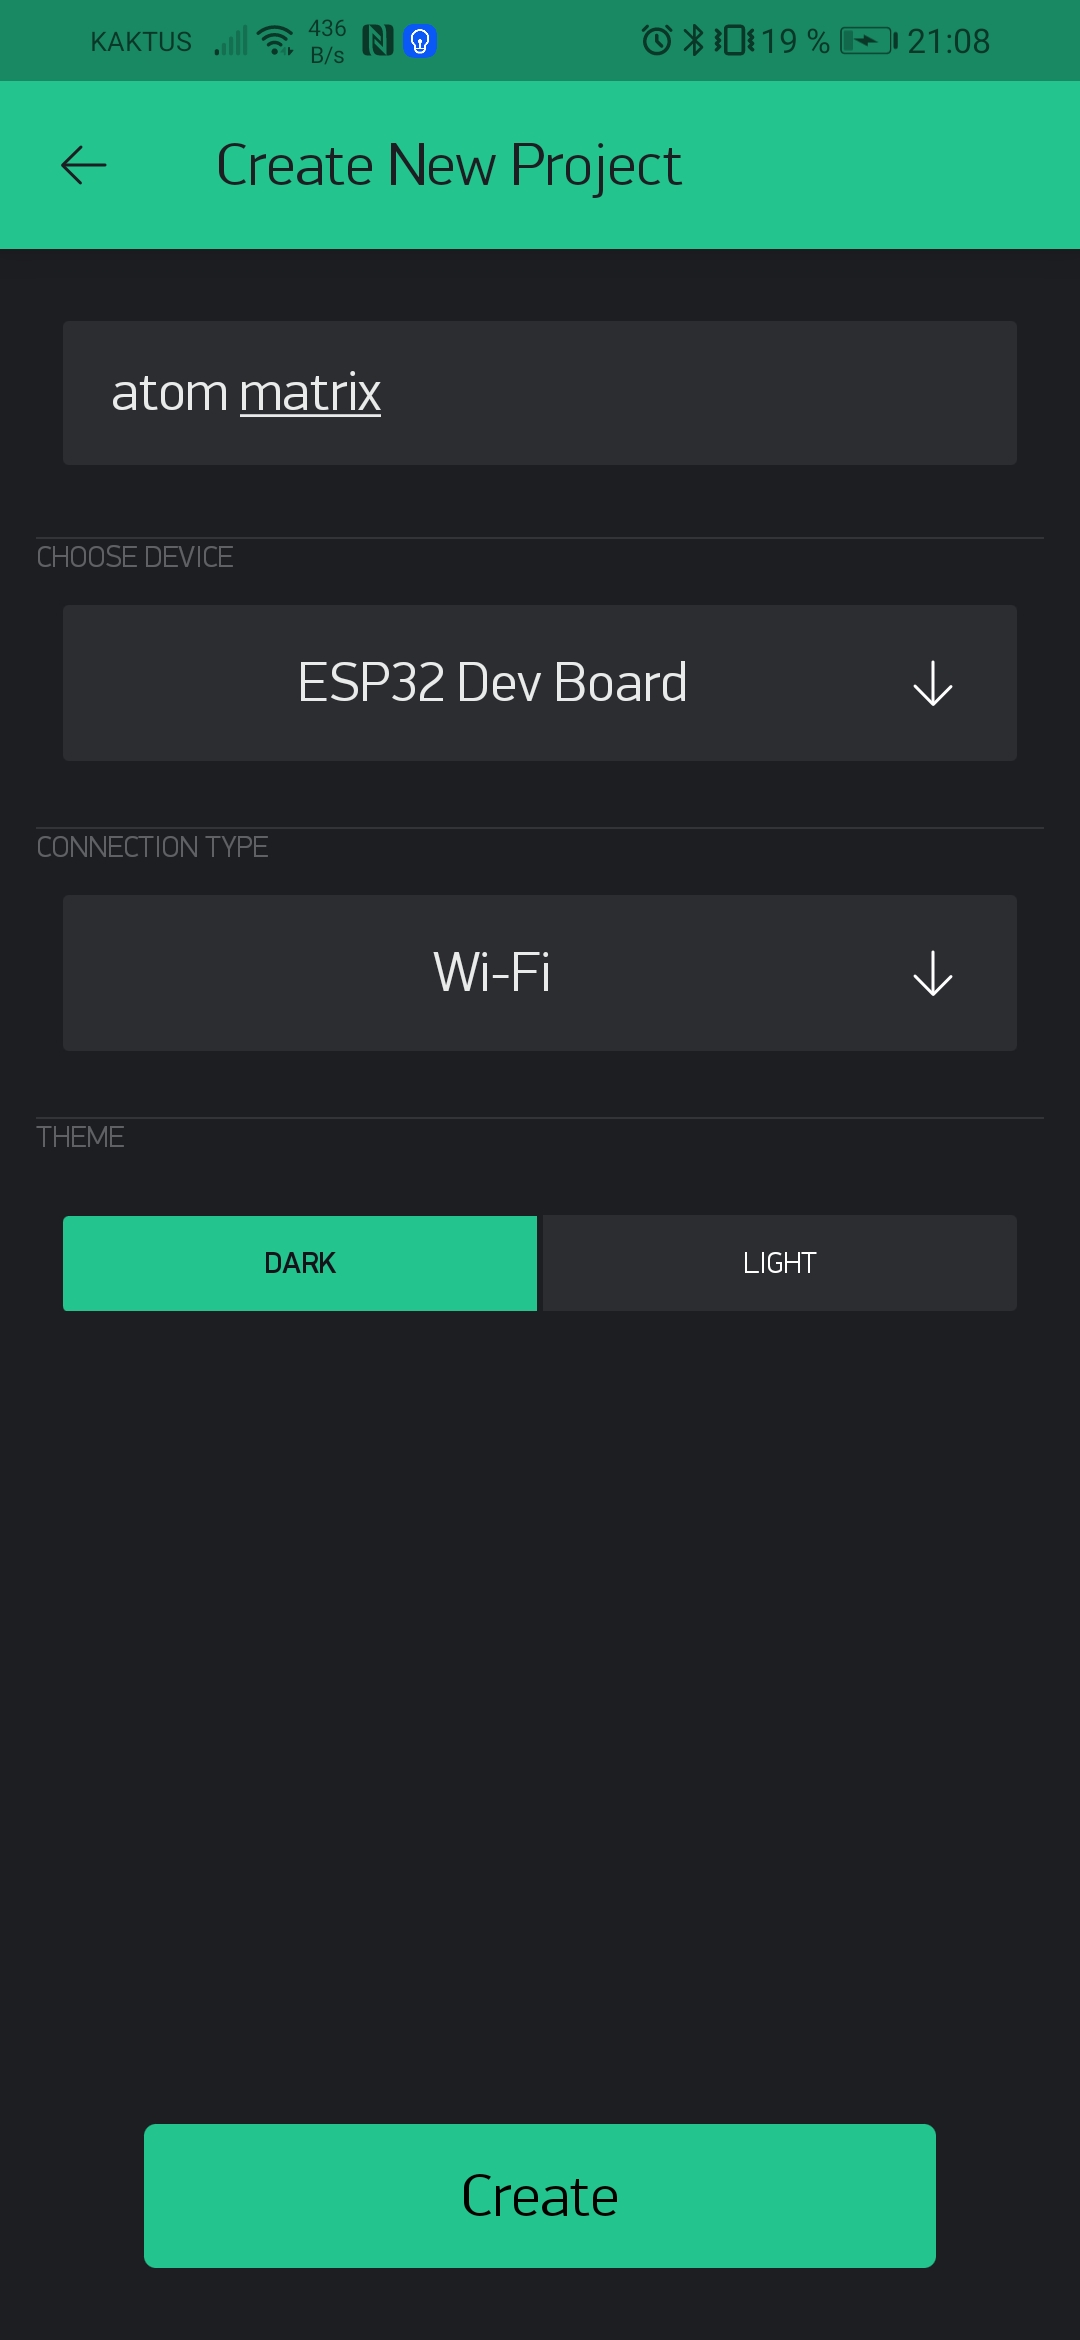 KAKTUS 436 B/s 19 % 21:08
Create New Project
atom matrix
CHOOSE DEVICE
ESP32 Dev Board
CONNECTION TYPE
Wi-Fi
THEME
DARK LIGHT
Create